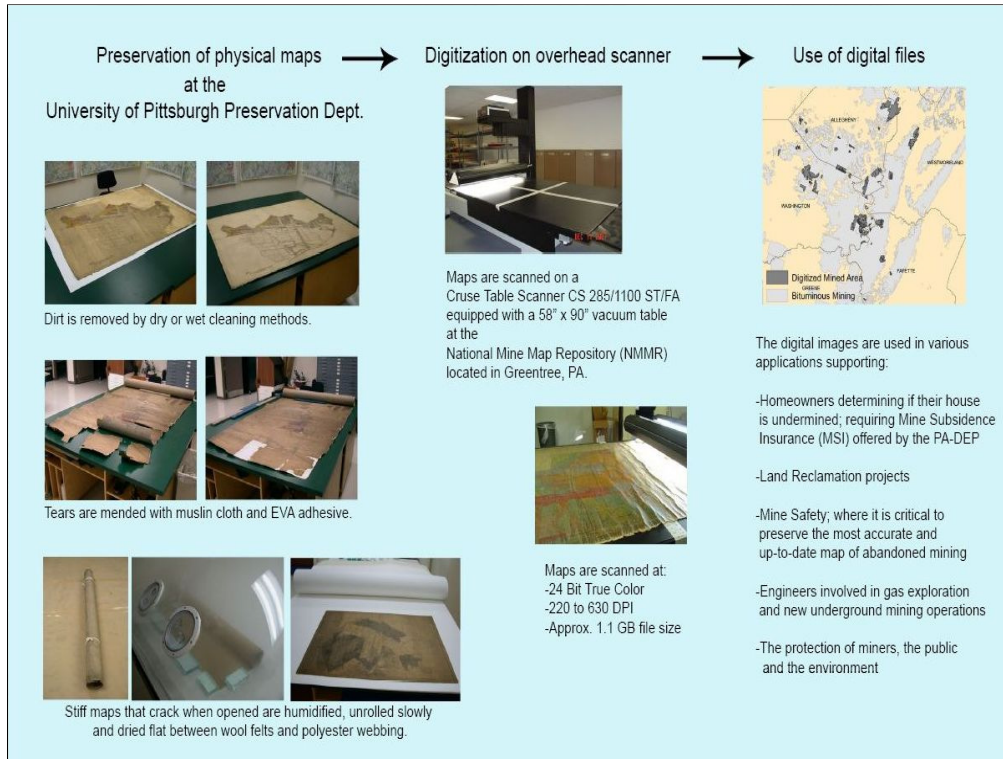 Preservation of physical maps
at the
University of Pittsburgh Preservation Dept.
Dirt is removed by dry or wet cleaning methods.
Tears are mended with muslin cloth and EVA adhesive.
Stiff maps that crack when opened are humidified, unrolled slowly
and dried flat between wool felts and polyester webbing.
Digitization on overhead scanner
Maps are scanned on a
Cruse Table Scanner CS 285/1100 ST/FA
equipped with a 58” x 90” vacuum table
at the
National Mine Map Repository (NMMR)
located in Greentree, PA.
Maps are scanned at:
-24 Bit True Color
-220 to 630 DPI
-Approx. 1.1 GB file size
Use of digital files
ALLEGHENY
WESTMORELAND
WASHINGTON
FAYETTE
Digitized Mined Area
GREENE
Bituminous Mining
The digital images are used in various
applications supporting:
-Homeowners determining if their house
is undermined; requiring Mine Subsidence
Insurance (MSI) offered by the PA-DEP
-Land Reclamation projects
-Mine Safety; where it is critical to
preserve the most accurate and
up-to-date map of abandoned mining
-Engineers involved in gas exploration
and new underground mining operations
-The protection of miners, the public
and the environment